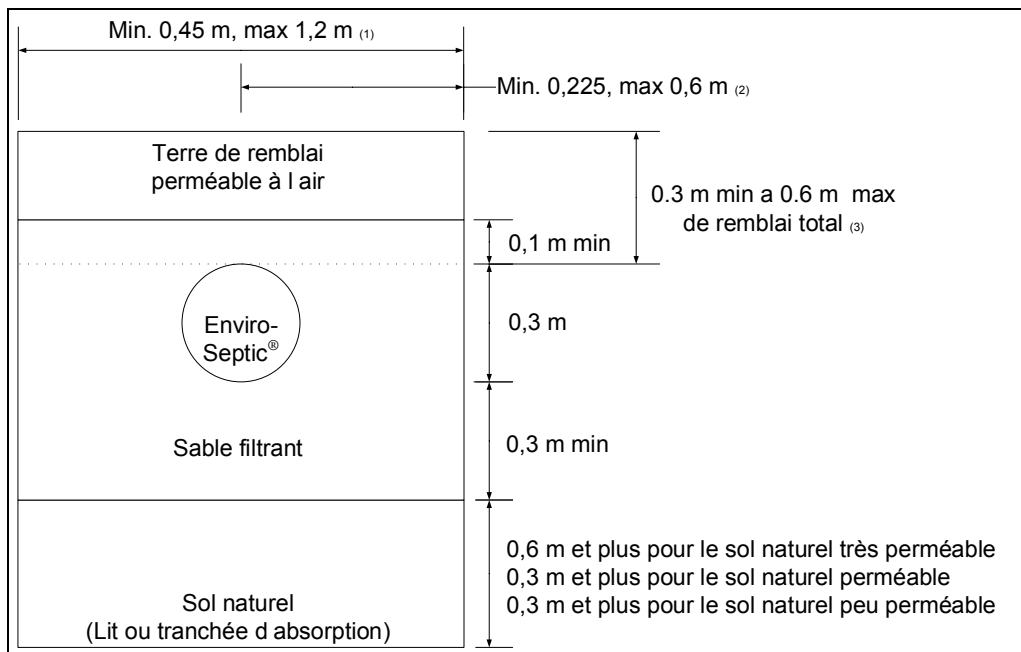 Min. 0,45 m, max 1,2 m (1)
Min. 0,225, max 0,6 m (2)
Terre de remblai
perméable à l air
0.3 m min a 0.6 m max
de remblai total (3)
0,1 m min
Enviro-
Septic®
0,3 m
Sable filtrant
0,3 m min
0,6 m et plus pour le sol naturel très perméable
0,3 m et plus pour le sol naturel perméable
0,3 m et plus pour le sol naturel peu perméable
Sol naturel
(Lit ou tranchée d absorption)